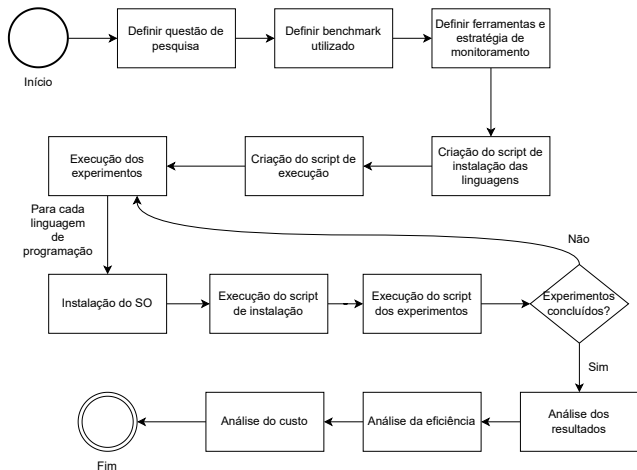 Início
Definir questão de
pesquisa
Definir benchmark
utilizado
Definir ferramentas e
estratégia de
monitoramento
Execução dos
experimentos
Criação do script de
execução
Criação do script de
instalação das
linguagens
Para cada
linguagem
de
programação
Não
Instalação do SO
Execução do script
de instalação
Execução do script
dos experimentos
Experimentos
concluídos?
Sim
Fim
Análise do custo
Análise da eficiência
Análise dos
resultados